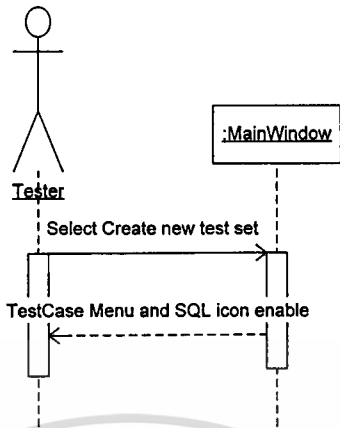 :MainWindow
Tester
Select Create new test set
TestCase Menu and SQL icon enable